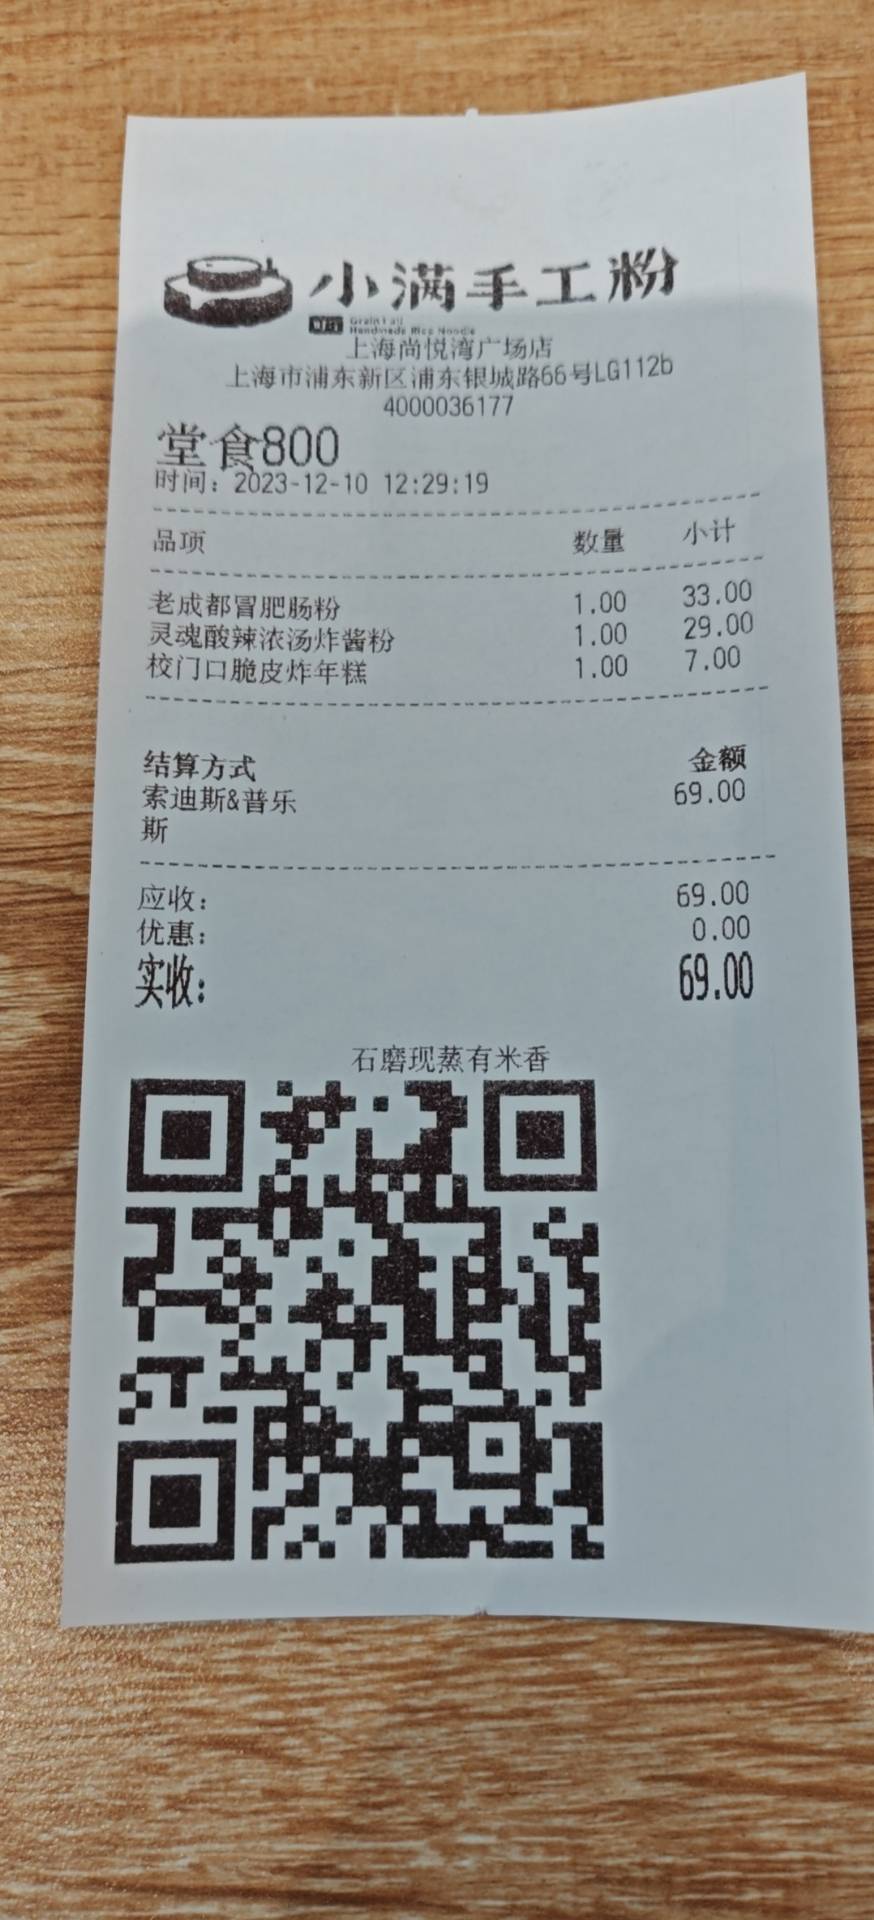 小满手工粉
Handmade Rice Noodle
上海尚悦湾广场店
上海市浦东新区浦东银城路66号LG112b
4000036177
堂食800
时间：2023-12-10 12:29:19
品项 数量 小计
老成都冒肥肠粉 1.00 33.00
灵魂酸辣浓汤炸酱粉 1.00 29.00
校门口脆皮炸年糕 1.00 7.00
结算方式 金额
索迪斯&普乐 69.00
斯
应收： 69.00
优惠： 0.00
实收： 69.00
石磨现蒸有米香